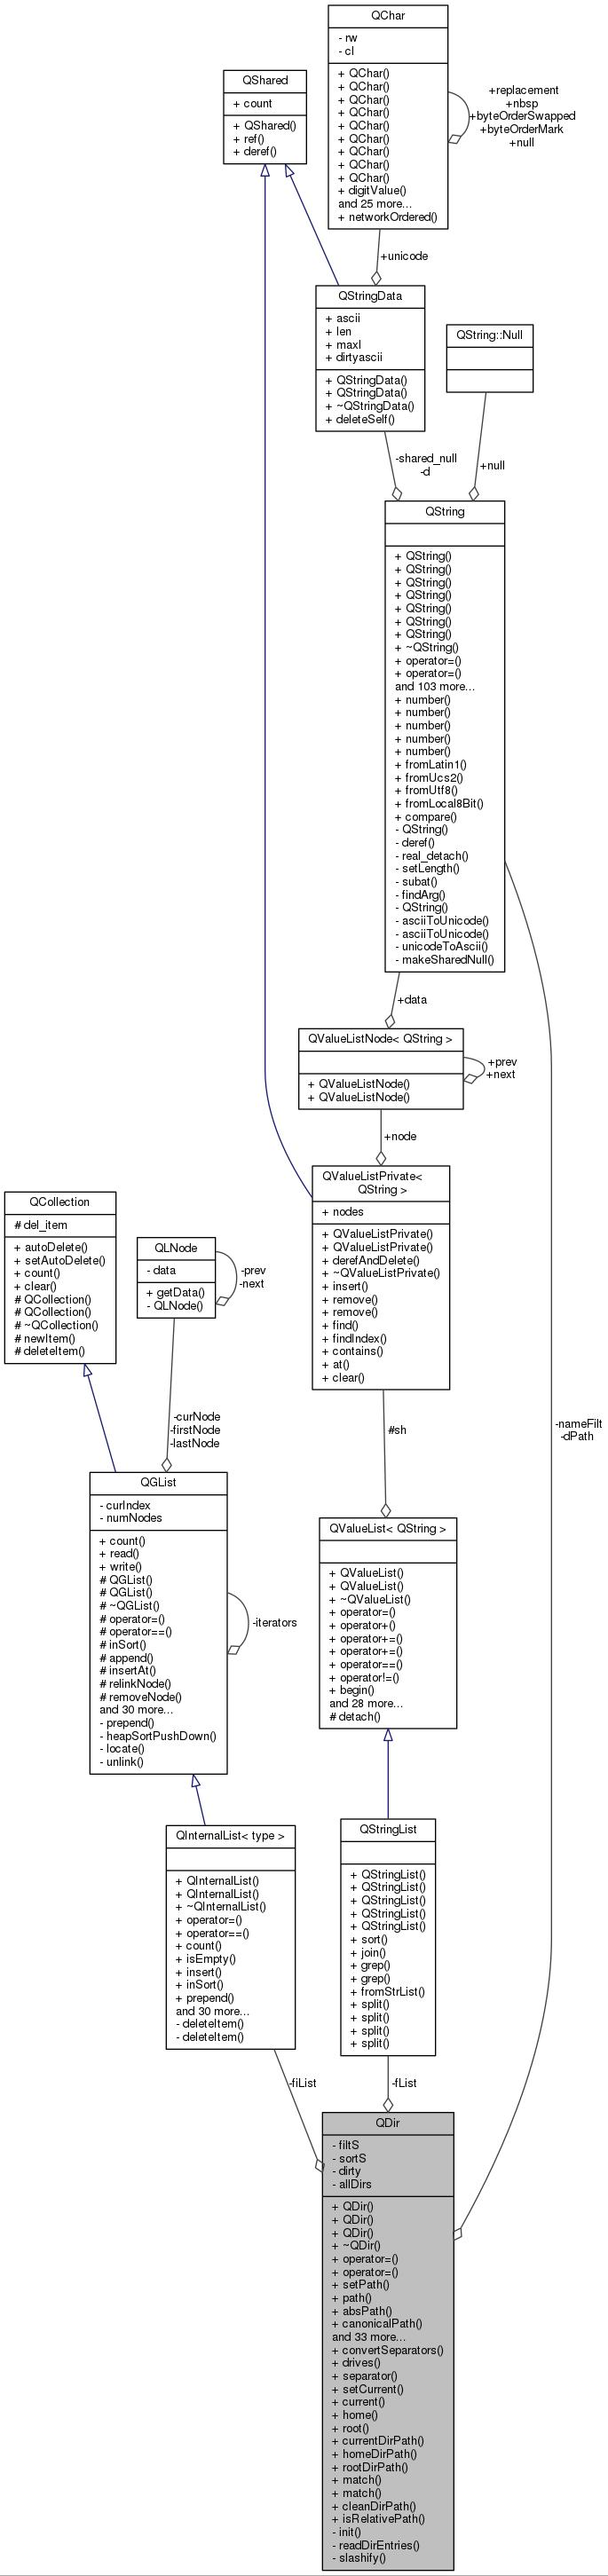 QChar
- rw
- cl
+ QChar()
+ QChar()
+ QChar()
+ QChar()
+ QChar()
+ QChar()
+ QChar()
+ QChar()
+ QChar()
+ digitValue()
and 25 more...
+ networkOrdered()
+replacement
+nbsp
+byteOrderSwapped
+byteOrderMark
+null
QShared
+ count
+ QShared()
+ ref()
+ deref()
+unicode
QStringData
+ ascii
+ len
+ maxl
+ dirtyascii
+ QStringData()
+ QStringData()
+ ~QStringData()
+ deleteSelf()
QString::Null
-shared_null
-d
+null
QString
+ QString()
+ QString()
+ QString()
+ QString()
+ QString()
+ QString()
+ QString()
+ ~QString()
+ operator=()
+ operator=()
and 103 more...
+ number()
+ number()
+ number()
+ number()
+ number()
+ fromLatin1()
+ fromUcs2()
+ fromUtf8()
+ fromLocal8Bit()
+ compare()
- QString()
- deref()
- real_detach()
- setLength()
- subat()
- findArg()
- QString()
- asciiToUnicode()
- asciiToUnicode()
- unicodeToAscii()
- makeSharedNull()
+data
QValueListNode< QString >
+ QValueListNode()
+ QValueListNode()
+prev
+next
+node
QValueListPrivate<
QString >
+ nodes
+ QValueListPrivate()
+ QValueListPrivate()
+ derefAndDelete()
+ ~QValueListPrivate()
+ insert()
+ remove()
+ remove()
+ find()
+ findIndex()
+ contains()
+ at()
+ clear()
QCollection
# del_item
+ autoDelete()
+ setAutoDelete()
+ count()
+ clear()
# QCollection()
# QCollection()
# ~QCollection()
# newItem()
# deleteItem()
QLNode
- data
+ getData()
- QLNode()
-prev
-next
-curNode
-firstNode
-lastNode
#sh
-nameFilt
-dPath
QGList
- curIndex
- numNodes
+ count()
+ read()
+ write()
# QGList()
# QGList()
# ~QGList()
# operator=()
# operator==()
# inSort()
# append()
# insertAt()
# relinkNode()
# removeNode()
and 30 more...
- prepend()
- heapSortPushDown()
- locate()
- unlink()
-iterators
QValueList< QString >
+ QValueList()
+ QValueList()
+ ~QValueList()
+ operator=()
+ operator+()
+ operator+=()
+ operator+=()
+ operator==()
+ operator!=()
+ begin()
and 28 more...
# detach()
QInternalList< type >
+ QInternalList()
+ QInternalList()
+ ~QInternalList()
+ operator=()
+ operator==()
+ count()
+ isEmpty()
+ insert()
+ inSort()
+ prepend()
and 30 more...
- deleteItem()
- deleteItem()
QStringList
+ QStringList()
+ QStringList()
+ QStringList()
+ QStringList()
+ QStringList()
+ sort()
+ join()
+ grep()
+ grep()
+ fromStrList()
+ split()
+ split()
+ split()
+ split()
-fiList
-fList
QDir
- filtS
- sortS
- dirty
- allDirs
+ QDir()
+ QDir()
+ QDir()
+ ~QDir()
+ operator=()
+ operator=()
+ setPath()
+ path()
+ absPath()
+ canonicalPath()
and 33 more...
+ convertSeparators()
+ drives()
+ separator()
+ setCurrent()
+ current()
+ home()
+ root()
+ currentDirPath()
+ homeDirPath()
+ rootDirPath()
+ match()
+ match()
+ cleanDirPath()
+ isRelativePath()
- init()
- readDirEntries()
- slashify()